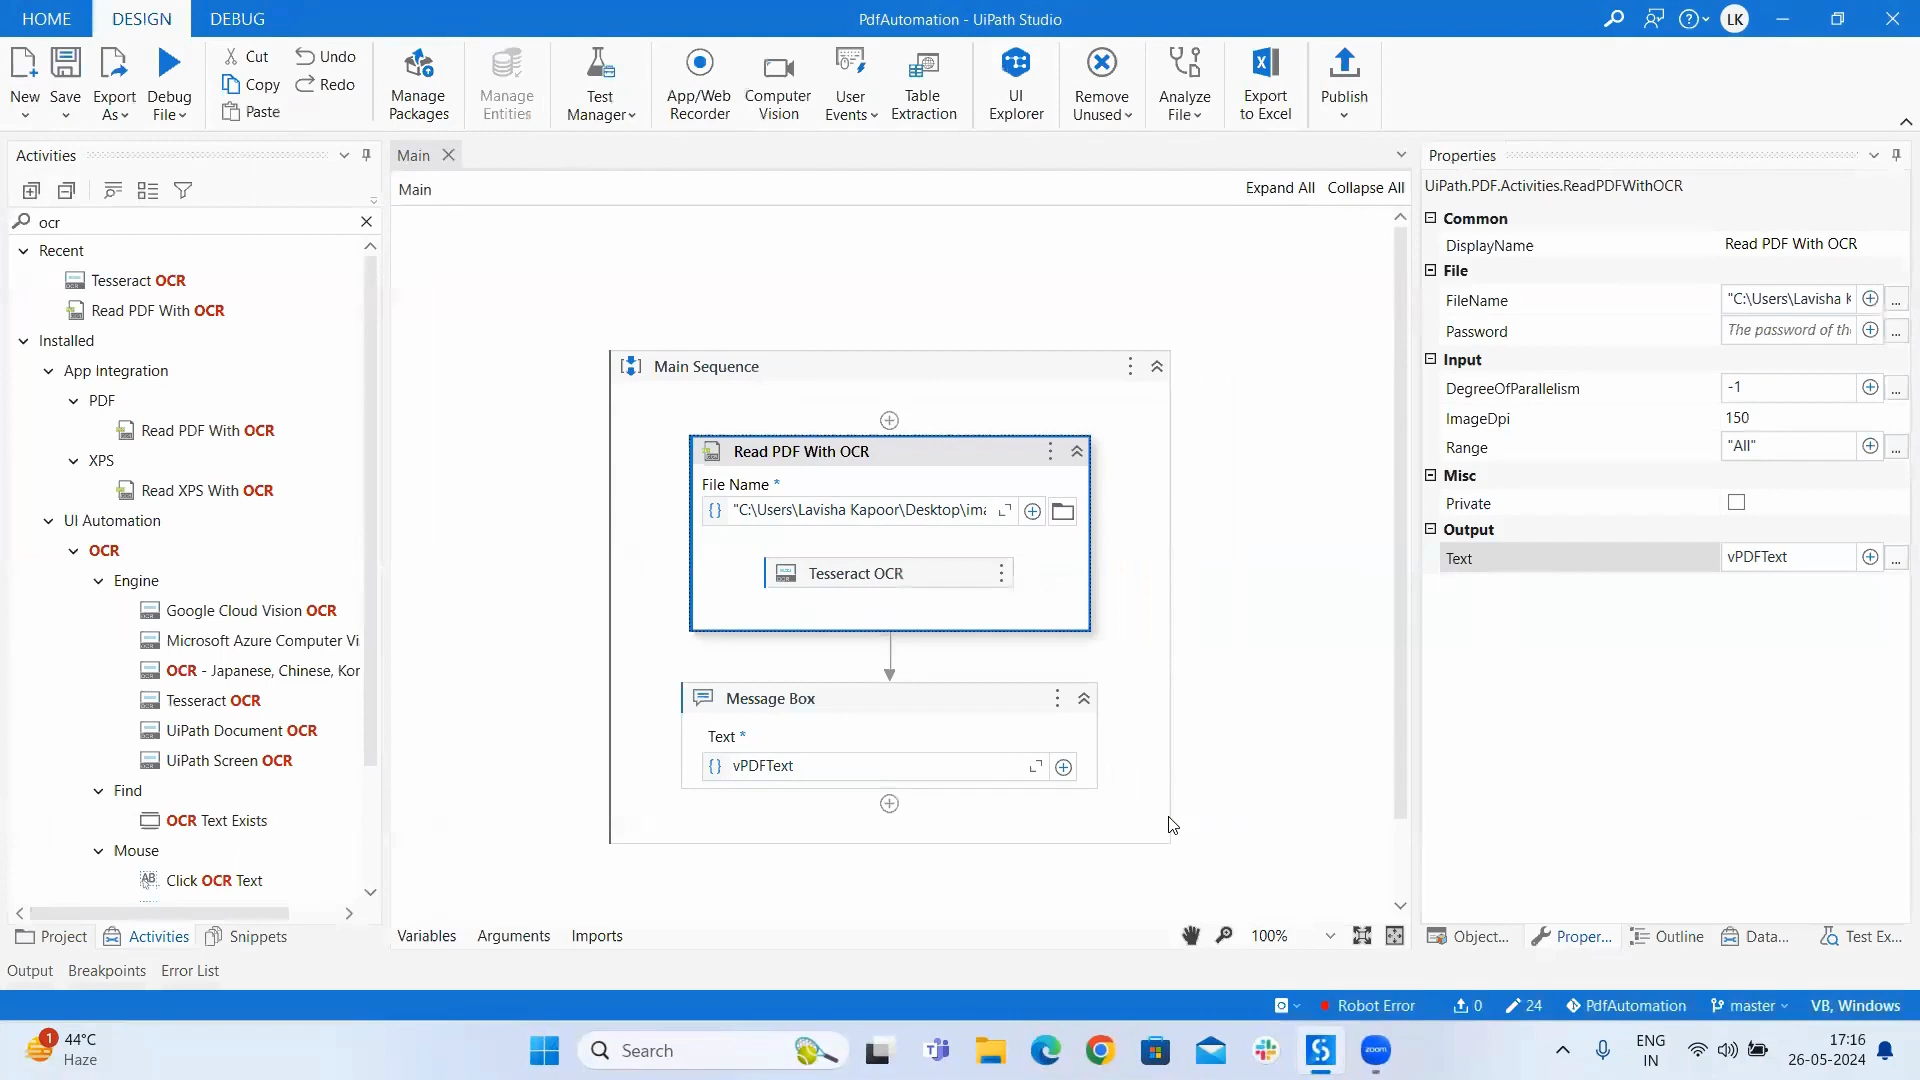 HOME DESIGN DEBUG PdfAutomation - UiPath Studio LK
New Save Export As Debug File
Cut Copy Paste Undo Redo
Manage Packages
Manage Entities
Test Manager
App/Web Recorder
Computer Vision
User Events
Table Extraction
UI Explorer
Remove Unused
Analyze File
Export to Excel
Publish
Activities
ocr
Recent
Tesseract OCR
Read PDF With OCR
Installed
App Integration
PDF
Read PDF With OCR
XPS
Read XPS With OCR
UI Automation
OCR
Engine
Google Cloud Vision OCR
Microsoft Azure Computer Vi
OCR - Japanese, Chinese, Kor
Tesseract OCR
UiPath Document OCR
UiPath Screen OCR
Find
OCR Text Exists
Mouse
Click OCR Text
Project Activities Snippets
Main
Main Expand All Collapse All
Main Sequence
Read PDF With OCR
File Name *
"C:\Users\Lavisha Kapoor\Desktop\ima
Tesseract OCR
Message Box
Text *
vPDFText
Variables Arguments Imports 100%
Properties
UiPath.PDF.Activities.ReadPDFWithOCR
Common
DisplayName Read PDF With OCR
File
FileName "C:\Users\Lavisha K ...
Password The password of th ...
Input
DegreeOfParallelism -1 ...
ImageDpi 150
Range "All" ...
Misc
Private
Output
Text vPDFText ...
Object... Proper... Outline Data... Test Ex...
Output Breakpoints Error List
Robot Error 0 24 PdfAutomation master VB, Windows
1 44°C
Haze
Search
zoom
ENG
IN
17:16
26-05-2024